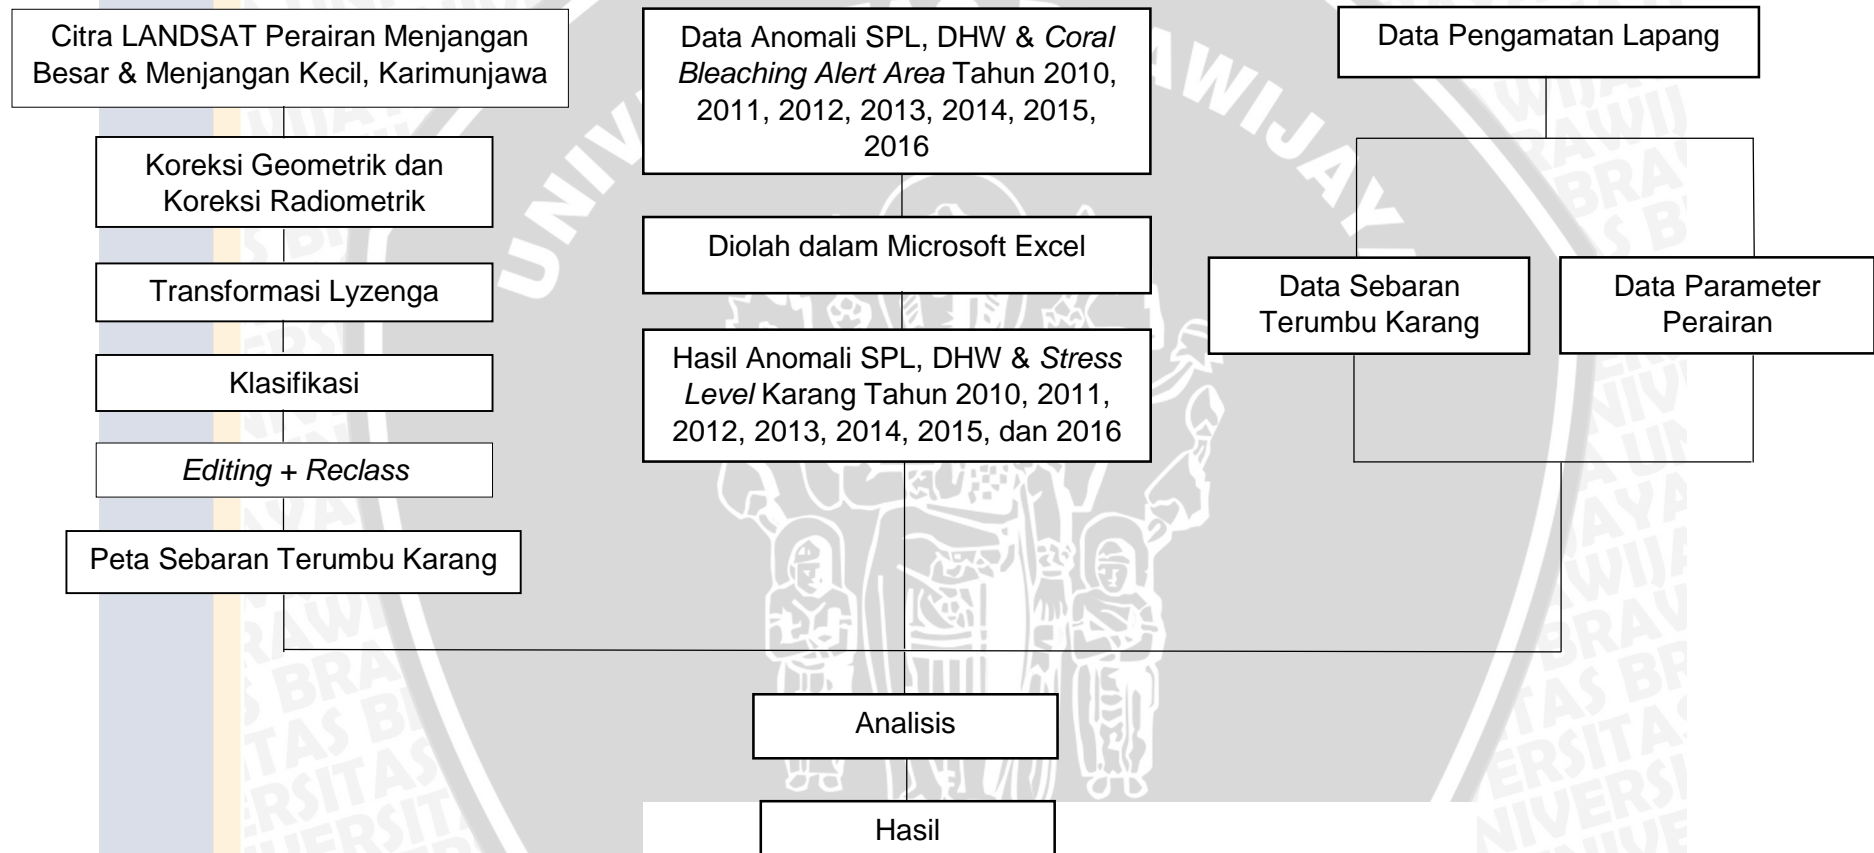 Citra LANDSAT Perairan Menjangan
Besar & Menjangan Kecil, Karimunjawa
Koreksi Geometrik dan
Koreksi Radiometrik
Transformasi Lyzenga
Klasifikasi
Editing + Reclass
Peta Sebaran Terumbu Karang
Data Anomali SPL, DHW & Coral
Bleaching Alert Area Tahun 2010,
2011, 2012, 2013, 2014, 2015,
2016
Diolah dalam Microsoft Excel
Hasil Anomali SPL, DHW & Stress
Level Karang Tahun 2010, 2011,
2012, 2013, 2014, 2015, dan 2016
Data Pengamatan Lapang
Data Sebaran
Terumbu Karang
Data Parameter
Perairan
Analisis
Hasil